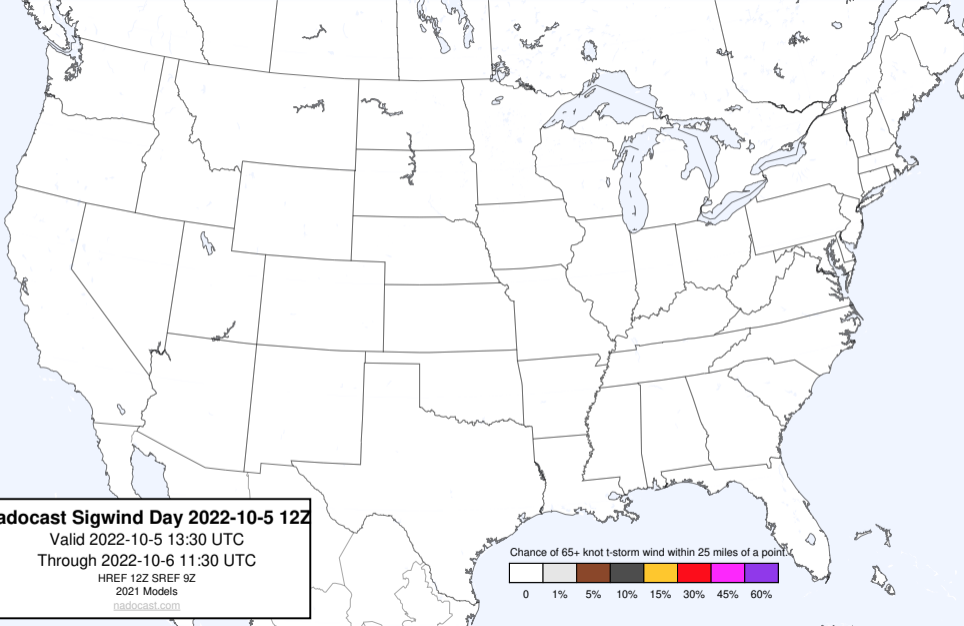 adocast Sigwind Day 2022-10-5 12Z
Valid 2022-10-5 13:30 UTC
Through 2022-10-6 11:30 UTC
HREF 12Z SREF 9Z
2021 Models
nadocast.com
Chance of 65+ knot t-storm wind within 25 miles of a point.
0 1% 5% 10% 15% 30% 45% 60%